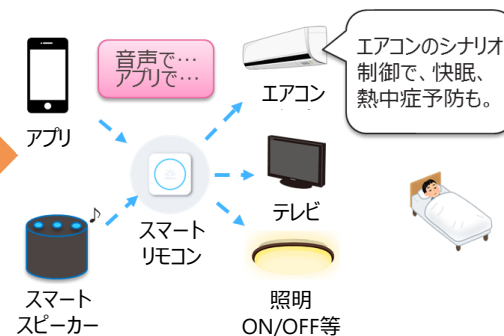 音声で…
アプリで…
エアコンのシナリオ
制御で、快眠、
熱中症予防も。
エアコン
アプリ
テレビ
スマート
リモコン
スマート
スピーカー
照明
ON/OFF等